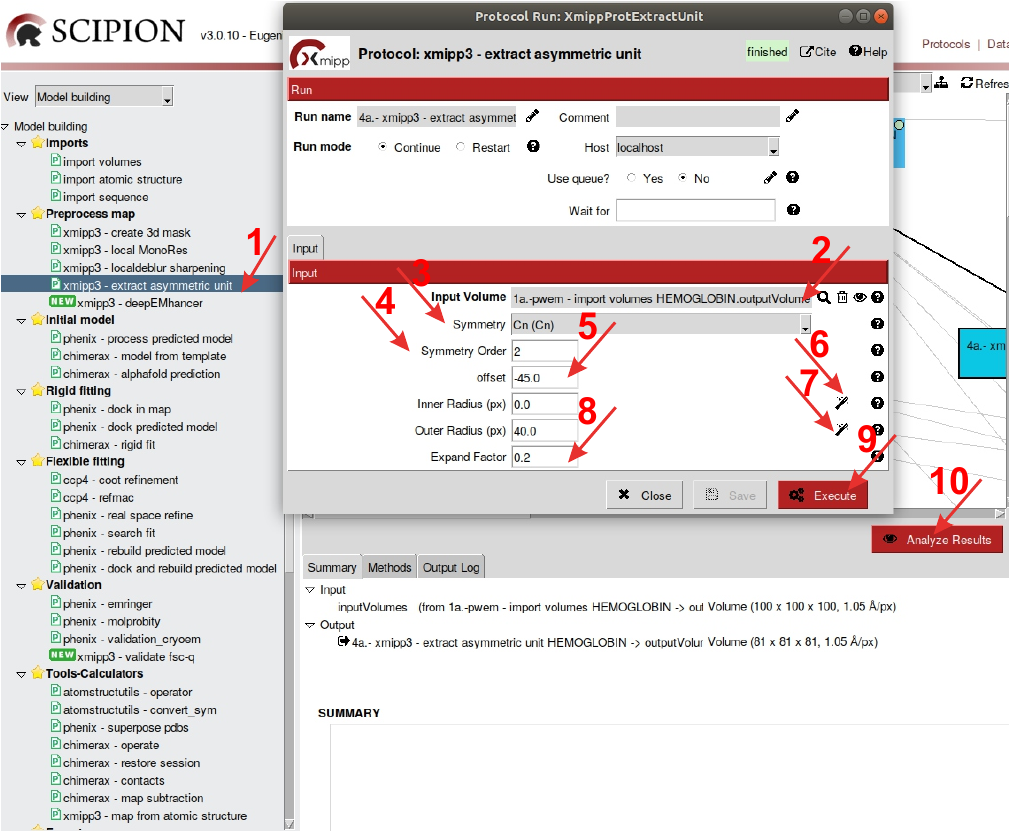 SCIPION v3.0.10 - Eugen
Protocols | Data
View Model building
Refres
Model building
Imports
import volumes
import atomic structure
import sequence
Preprocess map
xmipp3 - create 3d mask
xmipp3 - local MonoRes
xmipp3 - localdeblur sharpening
xmipp3 - extract asymmetric unit
NEW xmipp3 - deepEMhancer
Initial model
phenix - process predicted model
chimerax - model from template
chimerax - alphafold prediction
Rigid fitting
phenix - dock in map
phenix - dock predicted model
chimerax - rigid fit
Flexible fitting
ccp4 - coot refinement
ccp4 - refmac
phenix - real space refine
phenix - search fit
phenix - rebuild predicted model
phenix - dock and rebuild predicted model
Validation
phenix - emringer
phenix - molprobity
phenix - validation_cryoem
NEW xmipp3 - validate fsc-q
Tools-Calculators
atomstructutils - operator
atomstructutils - convert_sym
phenix - superpose pdbs
chimerax - operate
chimerax - restore session
chimerax - contacts
chimerax - map subtraction
xmipp3 - map from atomic structure
Protocol Run: XmippProtExtractUnit
xmipp Protocol: xmipp3 - extract asymmetric unit finished Cite Help
Run
Run name 4a.- xmipp3 - extract asymmet Comment
Run mode Continue Restart Host localhost
Use queue? Yes No
Wait for
Input
Input
Input Volume 1a.-pwem - import volumes HEMOGLOBIN.outputVolume
Symmetry Cn (Cn)
Symmetry Order 2
offset -45.0
Inner Radius (px) 0.0
Outer Radius (px) 40.0
Expand Factor 0.2
Close Save Execute
1
2
3
4
5
6
7
8
9
10
4a.- xm
Analyze Results
Summary Methods Output Log
Input
inputVolumes (from 1a.-pwem - import volumes HEMOGLOBIN -> out Volume (100 x 100 x 100, 1.05 Å/px)
Output
4a.- xmipp3 - extract asymmetric unit HEMOGLOBIN -> outputVolur Volume (81 x 81 x 81, 1.05 Å/px)
SUMMARY